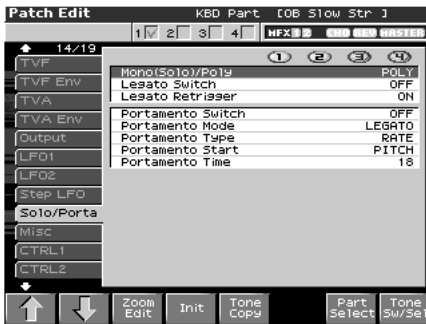 Patch Edit KBD Part [OB Slow Str ]
1 2 3 4 MFX 1 2 CHO REV MASTER
14/19
1 2 3 4
TVF
TVF Env
TVA
TVA Env
Output
LFO1
LFO2
Step LFO
Solo/Porta
Misc
CTRL1
CTRL2
Mono(Solo)/Poly POLY
Legato Switch OFF
Legato Retrigger ON
Portamento Switch OFF
Portamento Mode LEGATO
Portamento Type RATE
Portamento Start PITCH
Portamento Time 18
Zoom Edit
Init
Tone Copy
Part Select
Tone Sw/Sel